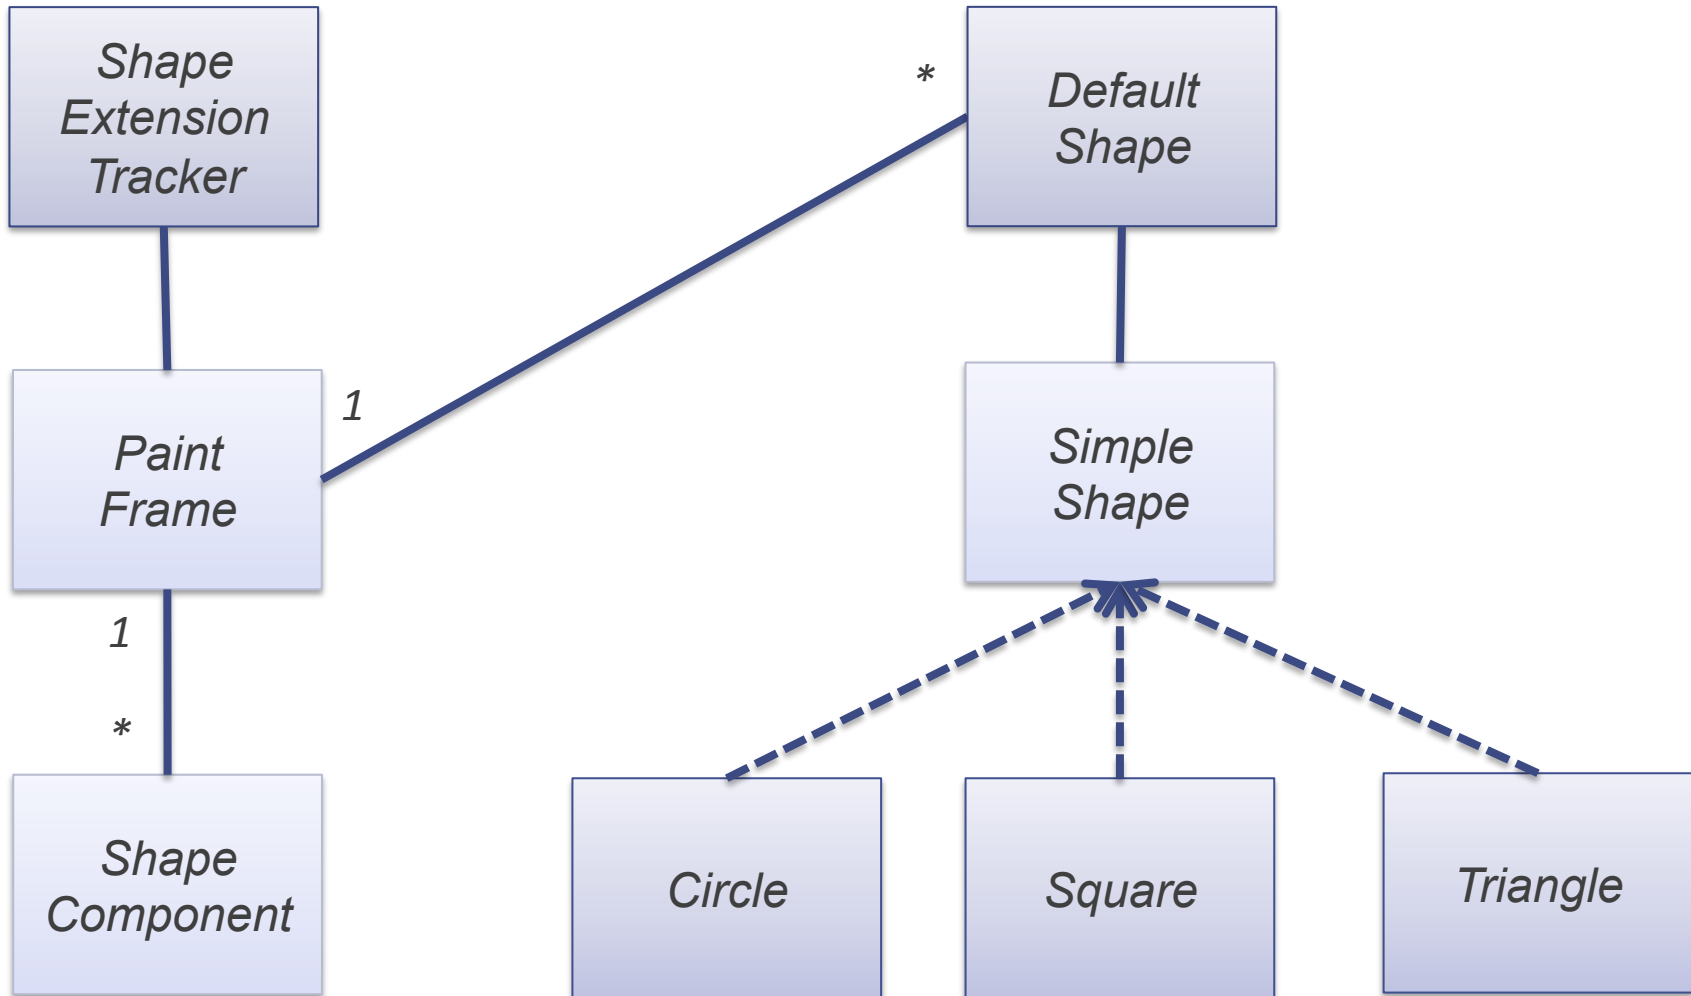 Shape
Extension
Tracker
*
Default
Shape
1
Paint
Frame
Simple
Shape
1
*
Shape
Component
Circle
Square
Triangle